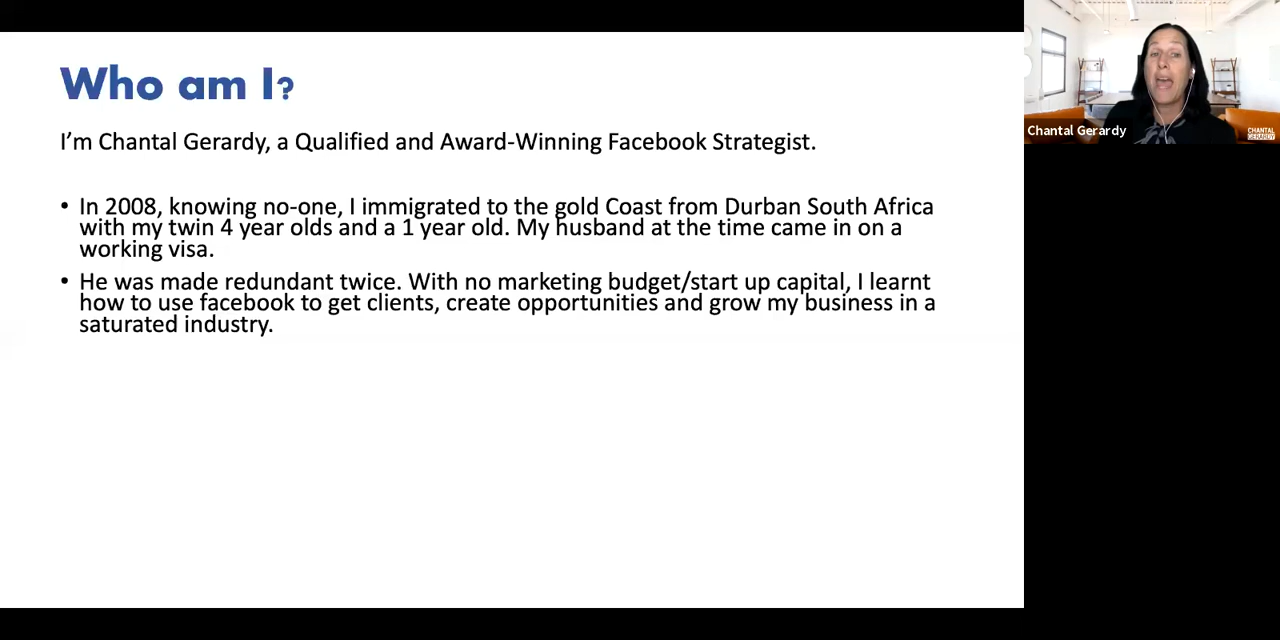 Who am I?
I’m Chantal Gerardy, a Qualified and Award-Winning Facebook Strategist.
• In 2008, knowing no-one, I immigrated to the gold Coast from Durban South Africa
with my twin 4 year olds and a 1 year old. My husband at the time came in on a
working visa.
• He was made redundant twice. With no marketing budget/start up capital, I learnt
how to use facebook to get clients, create opportunities and grow my business in a
saturated industry.
Chantal Gerardy
CHANTAL
GERARDY